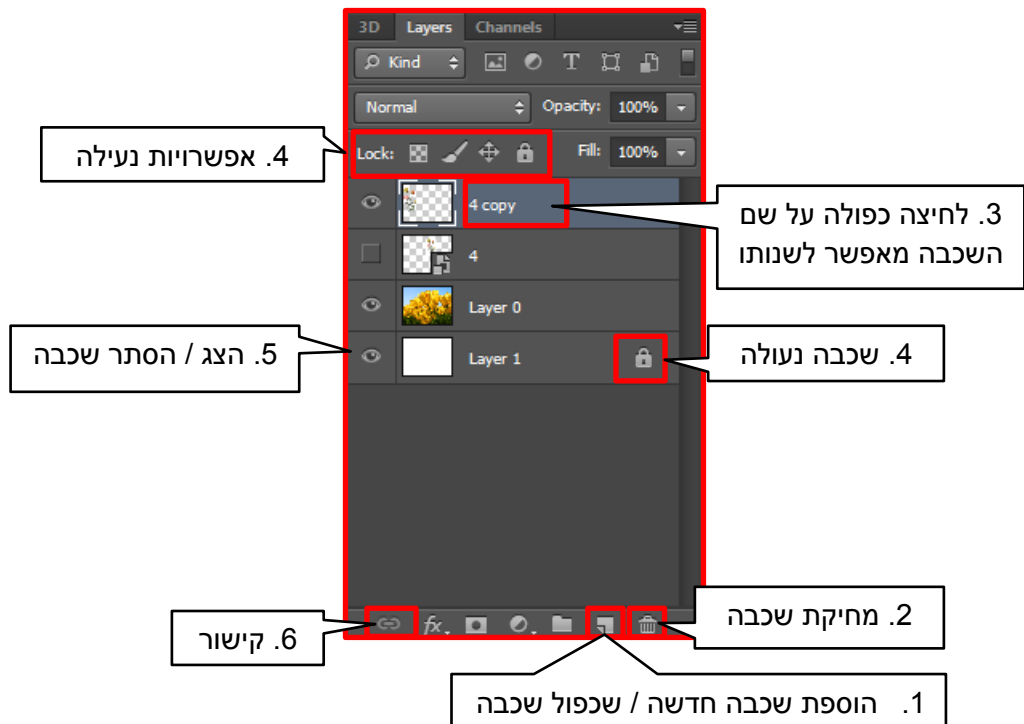 3D Layers Channels
Kind
Normal Opacity: 100%
Lock: Fill: 100%
4. אפשרויות נעילה
4 copy
3. לחיצה כפולה על שם
השכבה מאפשר לשנותו
4
Layer 0
Layer 1
4. שכבה נעולה
5. הצג / הסתר שכבה
fx
2. מחיקת שכבה
6. קישור
1. הוספת שכבה חדשה / שכפול שכבה